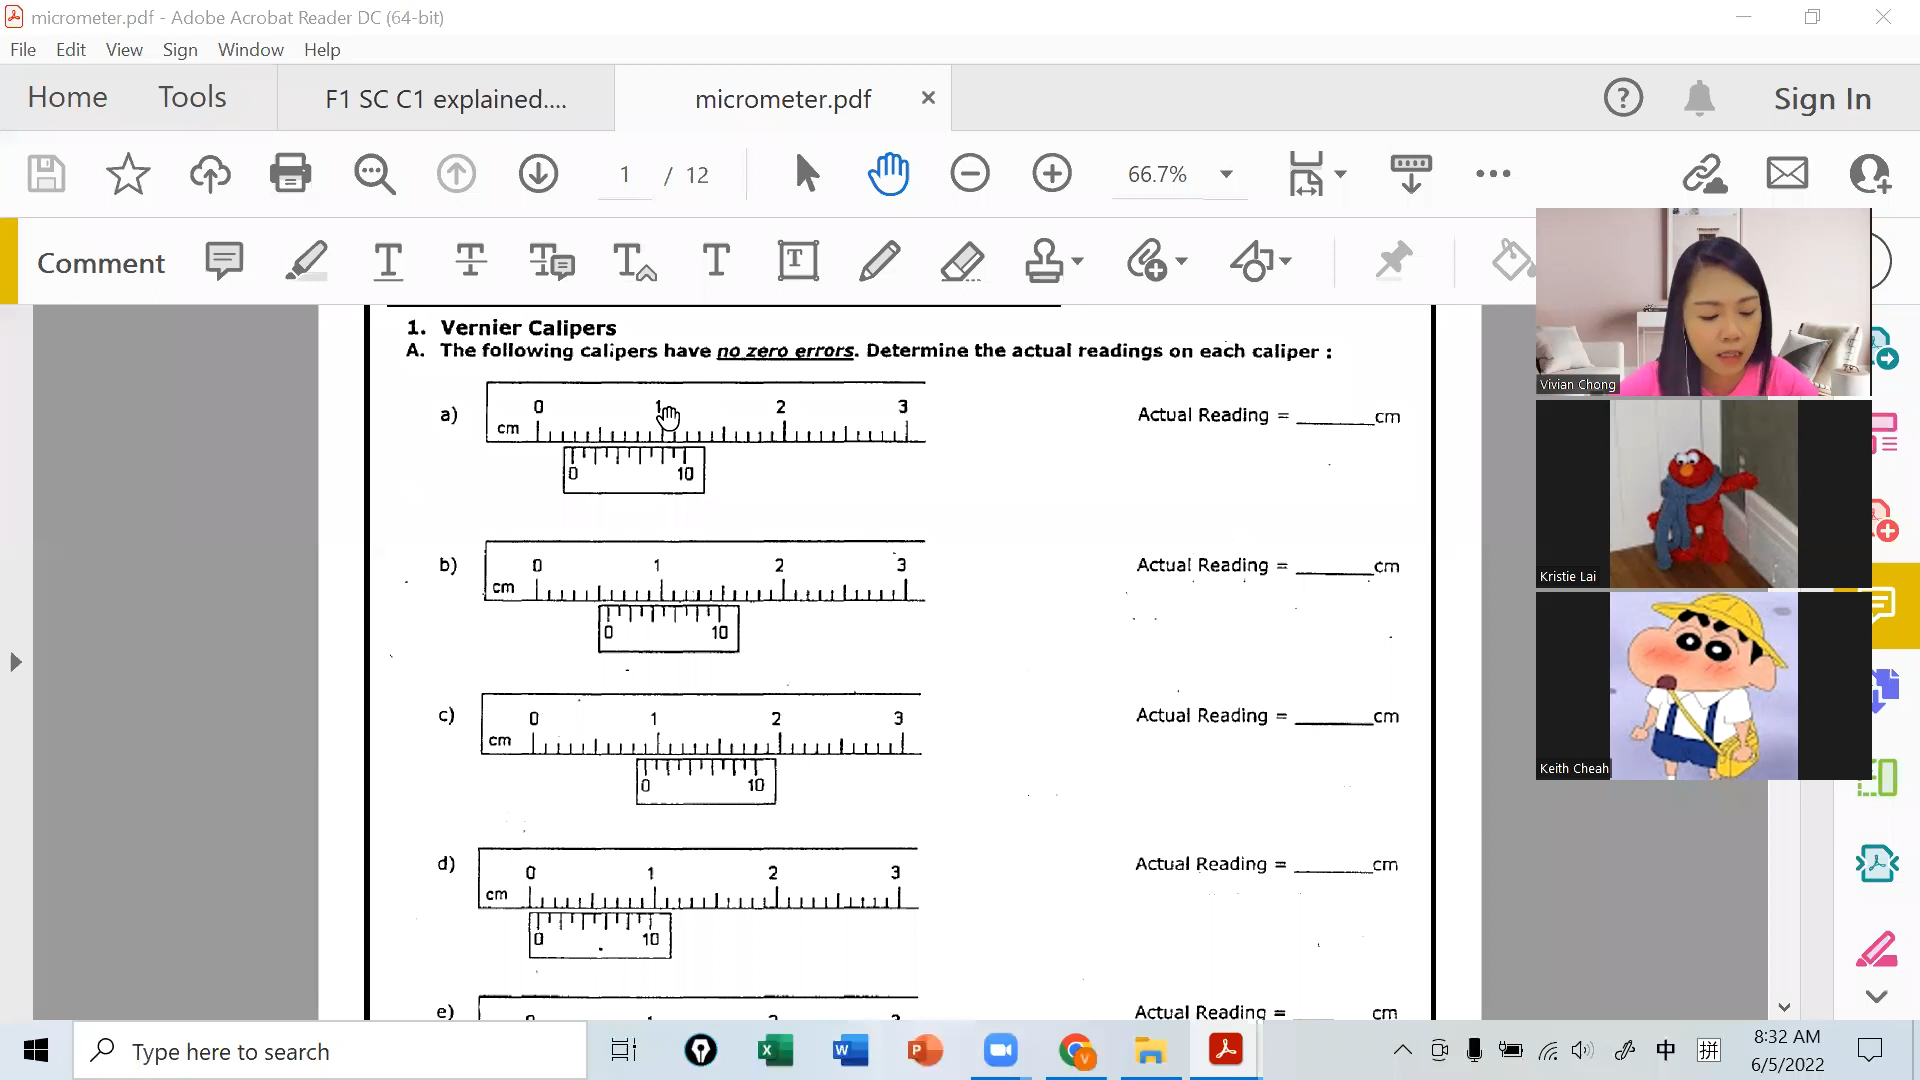 micrometer.pdf - Adobe Acrobat Reader DC (64-bit)
File Edit View Sign Window Help
Home Tools F1 SC C1 explained.... micrometer.pdf Sign In
1 / 12 66.7%
Comment
1. Vernier Calipers
A. The following calipers have no zero errors. Determine the actual readings on each caliper :
a) 0 1 2 3 Actual Reading = ______cm
cm
0 10
b) 0 1 2 3 Actual Reading = ______cm
cm
0 10
c) 0 1 2 3 Actual Reading = ______cm
cm
0 10
d) 0 1 2 3 Actual Reading = ______cm
cm
0 10
e) Actual Reading = ______cm
Vivian Chong
Kristie Lai
Keith Cheah
Type here to search
中 拼
8:32 AM
6/5/2022